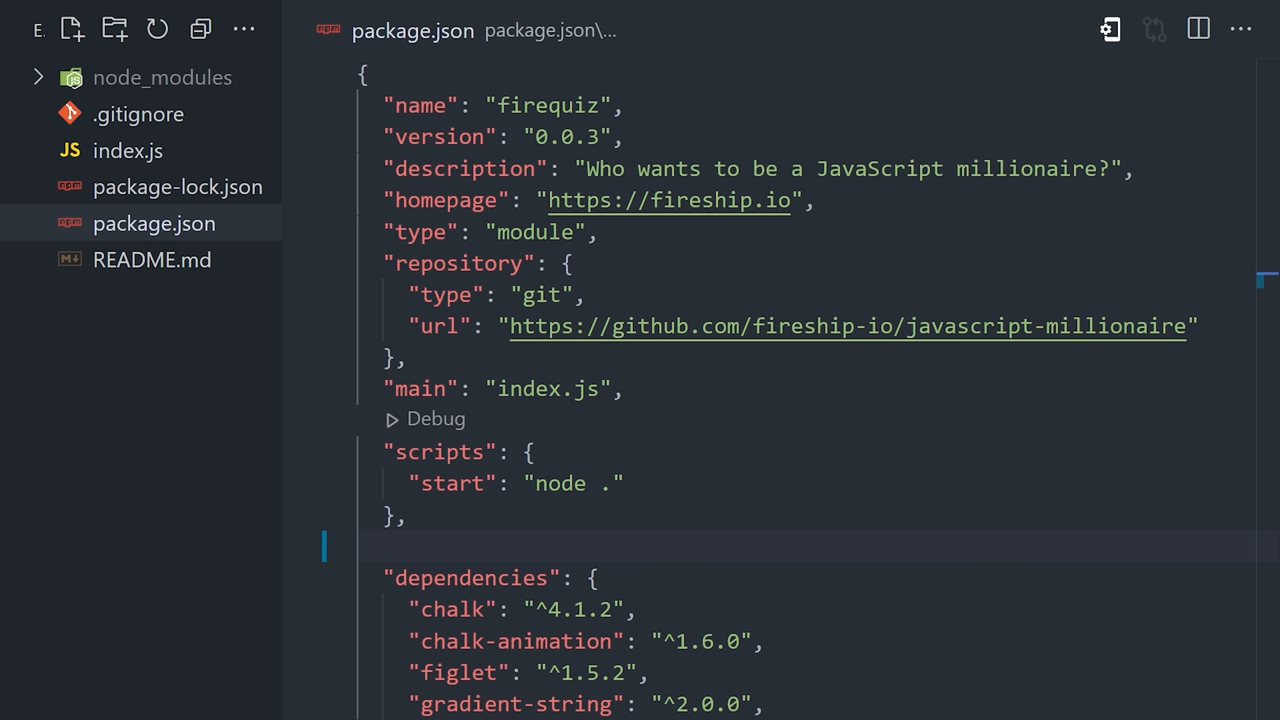 E.
package.json package.json\...
node_modules
.gitignore
JS index.js
package-lock.json
package.json
README.md
{
"name": "firequiz",
"version": "0.0.3",
"description": "Who wants to be a JavaScript millionaire?",
"homepage": "https://fireship.io",
"type": "module",
"repository": {
"type": "git",
"url": "https://github.com/fireship-io/javascript-millionaire"
},
"main": "index.js",
Debug
"scripts": {
"start": "node ."
},
"dependencies": {
"chalk": "^4.1.2",
"chalk-animation": "^1.6.0",
"figlet": "^1.5.2",
"gradient-string": "^2.0.0",